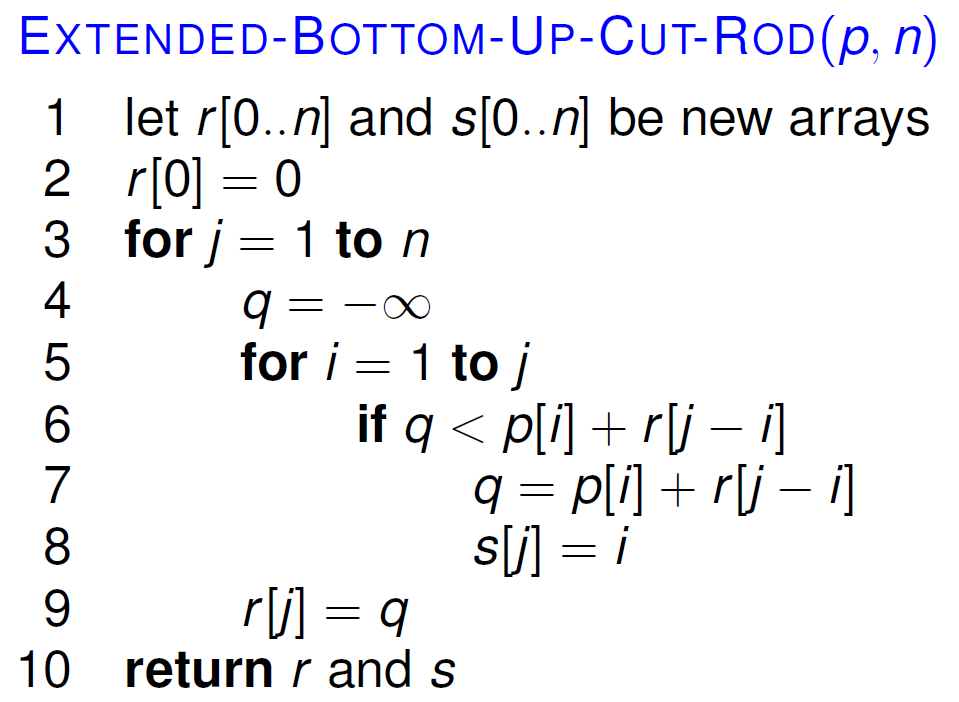 EXTENDED-BOTTOM-UP-CUT-ROD(p, n)
1 let r[0..n] and s[0..n] be new arrays
2 r[0] = 0
3 for j = 1 to n
4 q = −∞
5 for i = 1 to j
6 if q < p[i] + r[j − i]
7 q = p[i] + r[j − i]
8 s[j] = i
9 r[j] = q
10 return r and s